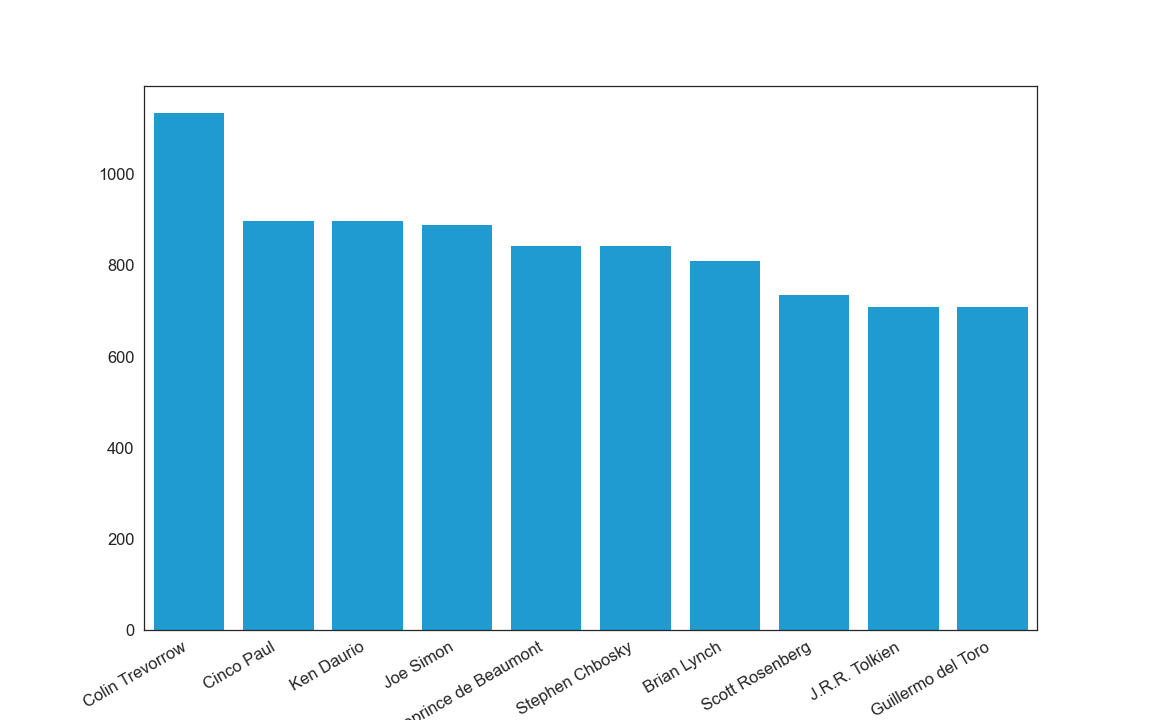 1000
800
600
400
200
0
Colin Trevorrow
Cinco Paul
Ken Daurio
Joe Simon
de Beaumont
Stephen Chbosky
Brian Lynch
Scott Rosenberg
J.R.R. Tolkien
Guillermo del Toro